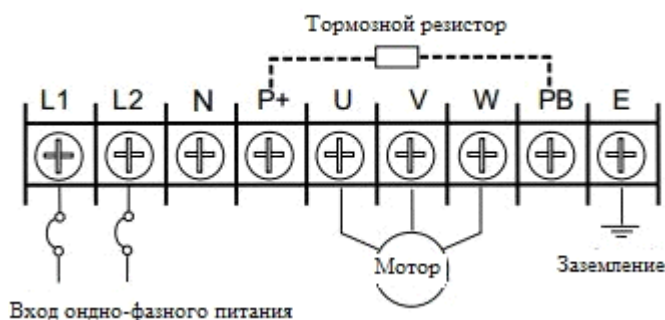 Тормозной резистор
L1 L2 N P+ U V W PB E
Мотор
Заземление
Вход ондно-фазного питания